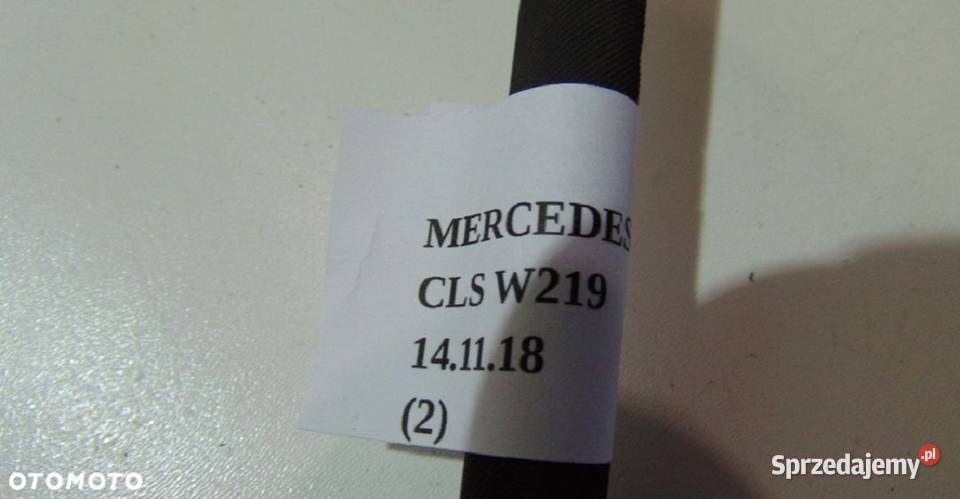 MERCEDES
CLS W219
14.11.18
(2)
OTOMOTO
Sprzedajemy.pl